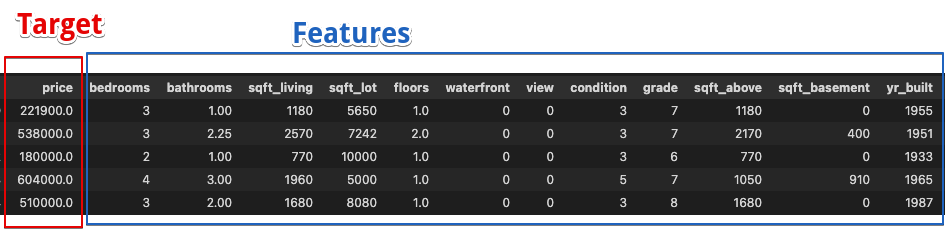 Target
Features
price bedrooms bathrooms sqft_living sqft_lot floors waterfront view condition grade sqft_above sqft_basement yr_built
221900.0 3 1.00 1180 5650 1.0 0 0 3 7 1180 0 1955
538000.0 3 2.25 2570 7242 2.0 0 0 3 7 2170 400 1951
180000.0 2 1.00 770 10000 1.0 0 0 3 6 770 0 1933
604000.0 4 3.00 1960 5000 1.0 0 0 5 7 1050 910 1965
510000.0 3 2.00 1680 8080 1.0 0 0 3 8 1680 0 1987